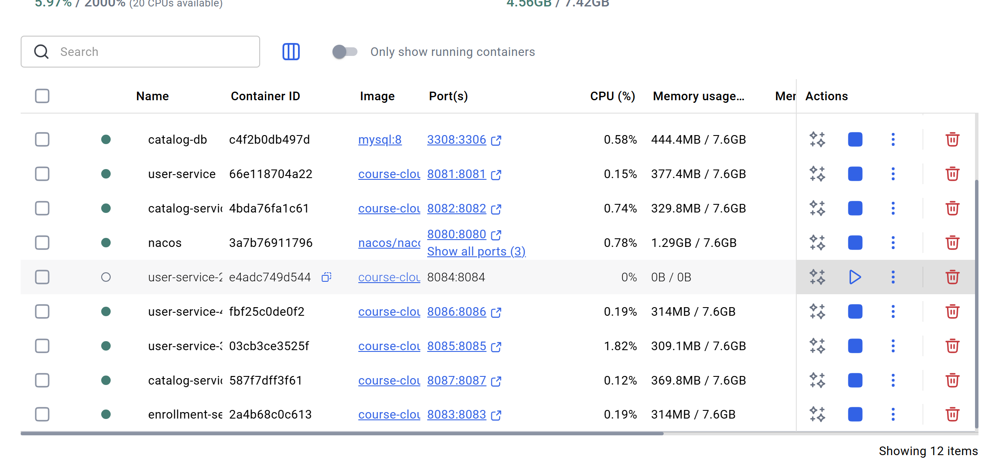 5.97% / 2000% (20 CPUs available)
4.56GB / 7.42GB
Search
Only show running containers
Name Container ID Image Port(s) CPU (%) Memory usage... Mer Actions
catalog-db c4f2b0db497d mysql:8 3308:3306 0.58% 444.4MB / 7.6GB
user-service 66e118704a22 course-clou 8081:8081 0.15% 377.4MB / 7.6GB
catalog-servic 4bda76fa1c61 course-clou 8082:8082 0.74% 329.8MB / 7.6GB
nacos 3a7b76911796 nacos/naco 8080:8080 0.78% 1.29GB / 7.6GB
Show all ports (3)
user-service-2 e4adc749d544 course-clou 8084:8084 0% 0B / 0B
user-service-4 fbf25c0de0f2 course-clou 8086:8086 0.19% 314MB / 7.6GB
user-service-3 03cb3ce3525f course-clou 8085:8085 1.82% 309.1MB / 7.6GB
catalog-servic 587f7dff3f61 course-clou 8087:8087 0.12% 369.8MB / 7.6GB
enrollment-se 2a4b68c0c613 course-clou 8083:8083 0.19% 314MB / 7.6GB
Showing 12 items